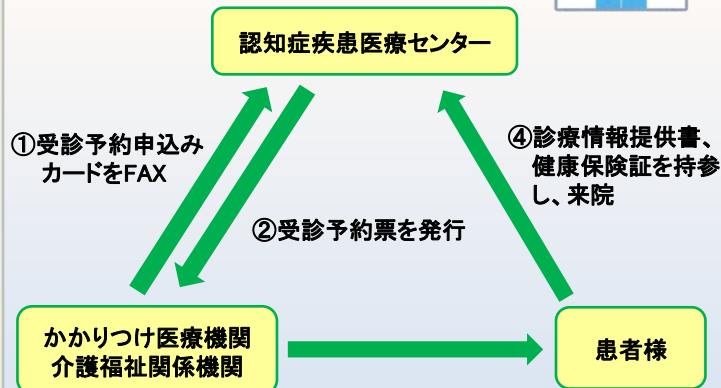 認知症疾患医療センター
①受診予約申込み
カードをFAX
④診療情報提供書、
健康保険証を持参
し、来院
②受診予約票を発行
かかりつけ医療機関
介護福祉関係機関
患者様